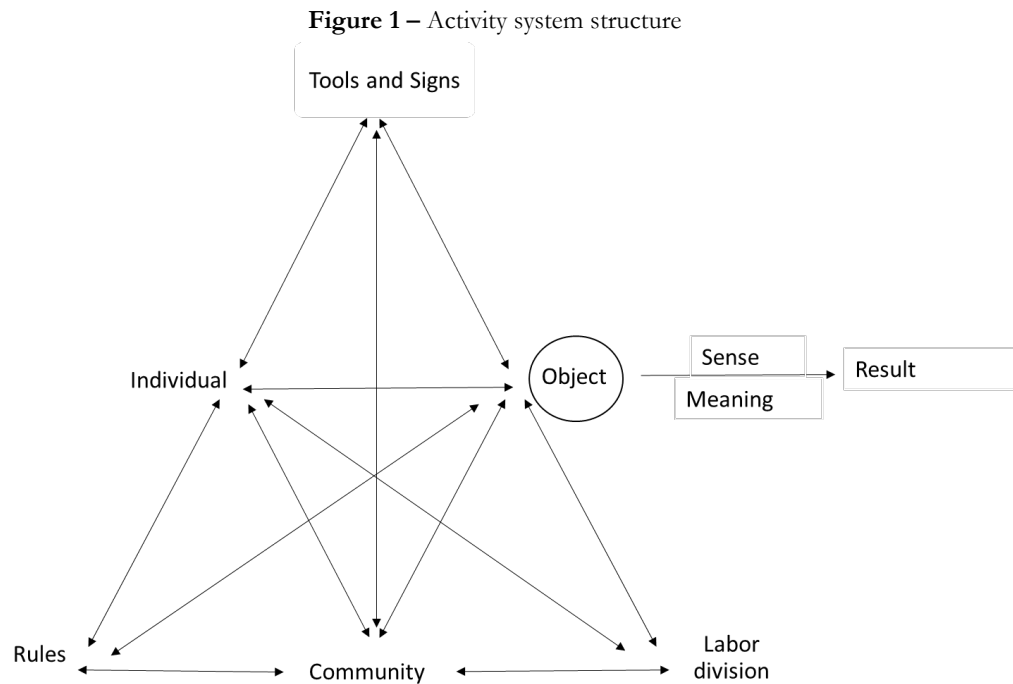 Figure 1 – Activity system structure
Tools and Signs
Individual
Object
Sense
Meaning
Result
Rules
Community
Labor
division